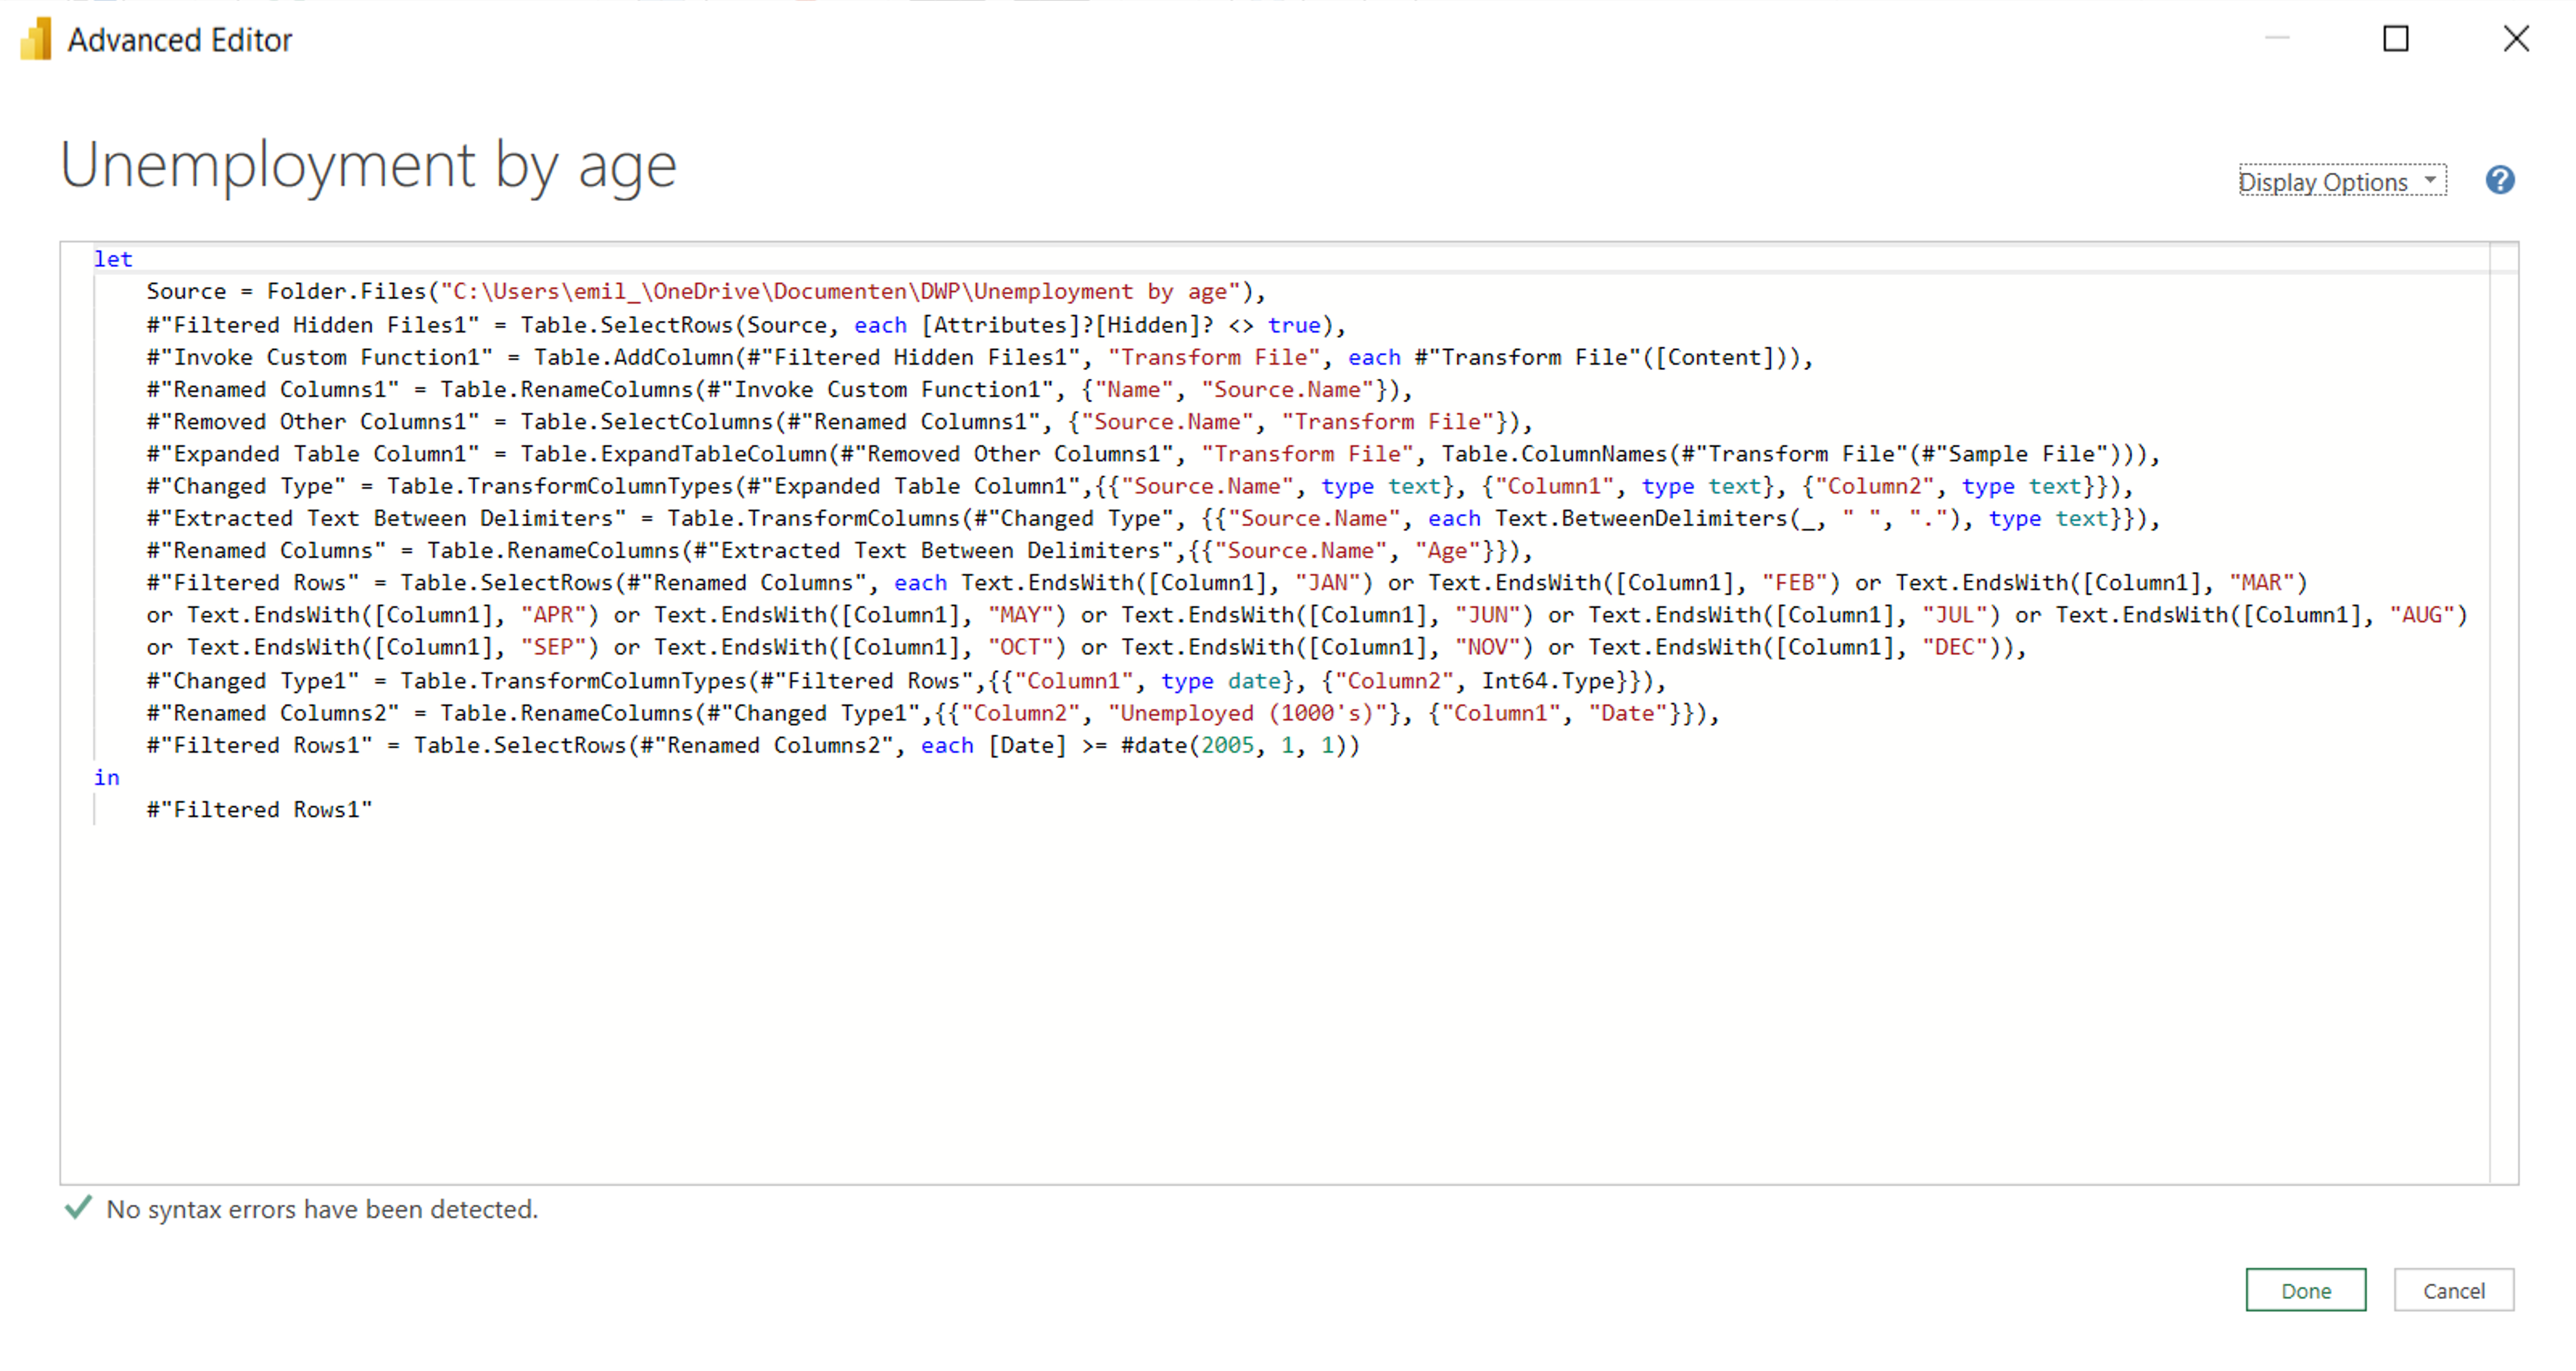 Advanced Editor
Unemployment by age
Display Options
?
let
Source = Folder.Files("C:\Users\emil_\OneDrive\Documenten\DWP\Unemployment by age"),
#"Filtered Hidden Files1" = Table.SelectRows(Source, each [Attributes]?[Hidden]? <> true),
#"Invoke Custom Function1" = Table.AddColumn(#"Filtered Hidden Files1", "Transform File", each #"Transform File"([Content])),
#"Renamed Columns1" = Table.RenameColumns(#"Invoke Custom Function1", {"Name", "Source.Name"}),
#"Removed Other Columns1" = Table.SelectColumns(#"Renamed Columns1", {"Source.Name", "Transform File"}),
#"Expanded Table Column1" = Table.ExpandTableColumn(#"Removed Other Columns1", "Transform File", Table.ColumnNames(#"Transform File"(#"Sample File"))),
#"Changed Type" = Table.TransformColumnTypes(#"Expanded Table Column1",{{"Source.Name", type text}, {"Column1", type text}, {"Column2", type text}}),
#"Extracted Text Between Delimiters" = Table.TransformColumns(#"Changed Type", {{"Source.Name", each Text.BetweenDelimiters(_, " ", "."), type text}}),
#"Renamed Columns" = Table.RenameColumns(#"Extracted Text Between Delimiters",{{"Source.Name", "Age"}}),
#"Filtered Rows" = Table.SelectRows(#"Renamed Columns", each Text.EndsWith([Column1], "JAN") or Text.EndsWith([Column1], "FEB") or Text.EndsWith([Column1], "MAR")
or Text.EndsWith([Column1], "APR") or Text.EndsWith([Column1], "MAY") or Text.EndsWith([Column1], "JUN") or Text.EndsWith([Column1], "JUL") or Text.EndsWith([Column1], "AUG")
or Text.EndsWith([Column1], "SEP") or Text.EndsWith([Column1], "OCT") or Text.EndsWith([Column1], "NOV") or Text.EndsWith([Column1], "DEC")),
#"Changed Type1" = Table.TransformColumnTypes(#"Filtered Rows",{{"Column1", type date}, {"Column2", Int64.Type}}),
#"Renamed Columns2" = Table.RenameColumns(#"Changed Type1",{{"Column2", "Unemployed (1000's)"}, {"Column1", "Date"}}),
#"Filtered Rows1" = Table.SelectRows(#"Renamed Columns2", each [Date] >= #date(2005, 1, 1))
in
#"Filtered Rows1"
No syntax errors have been detected.
Done
Cancel